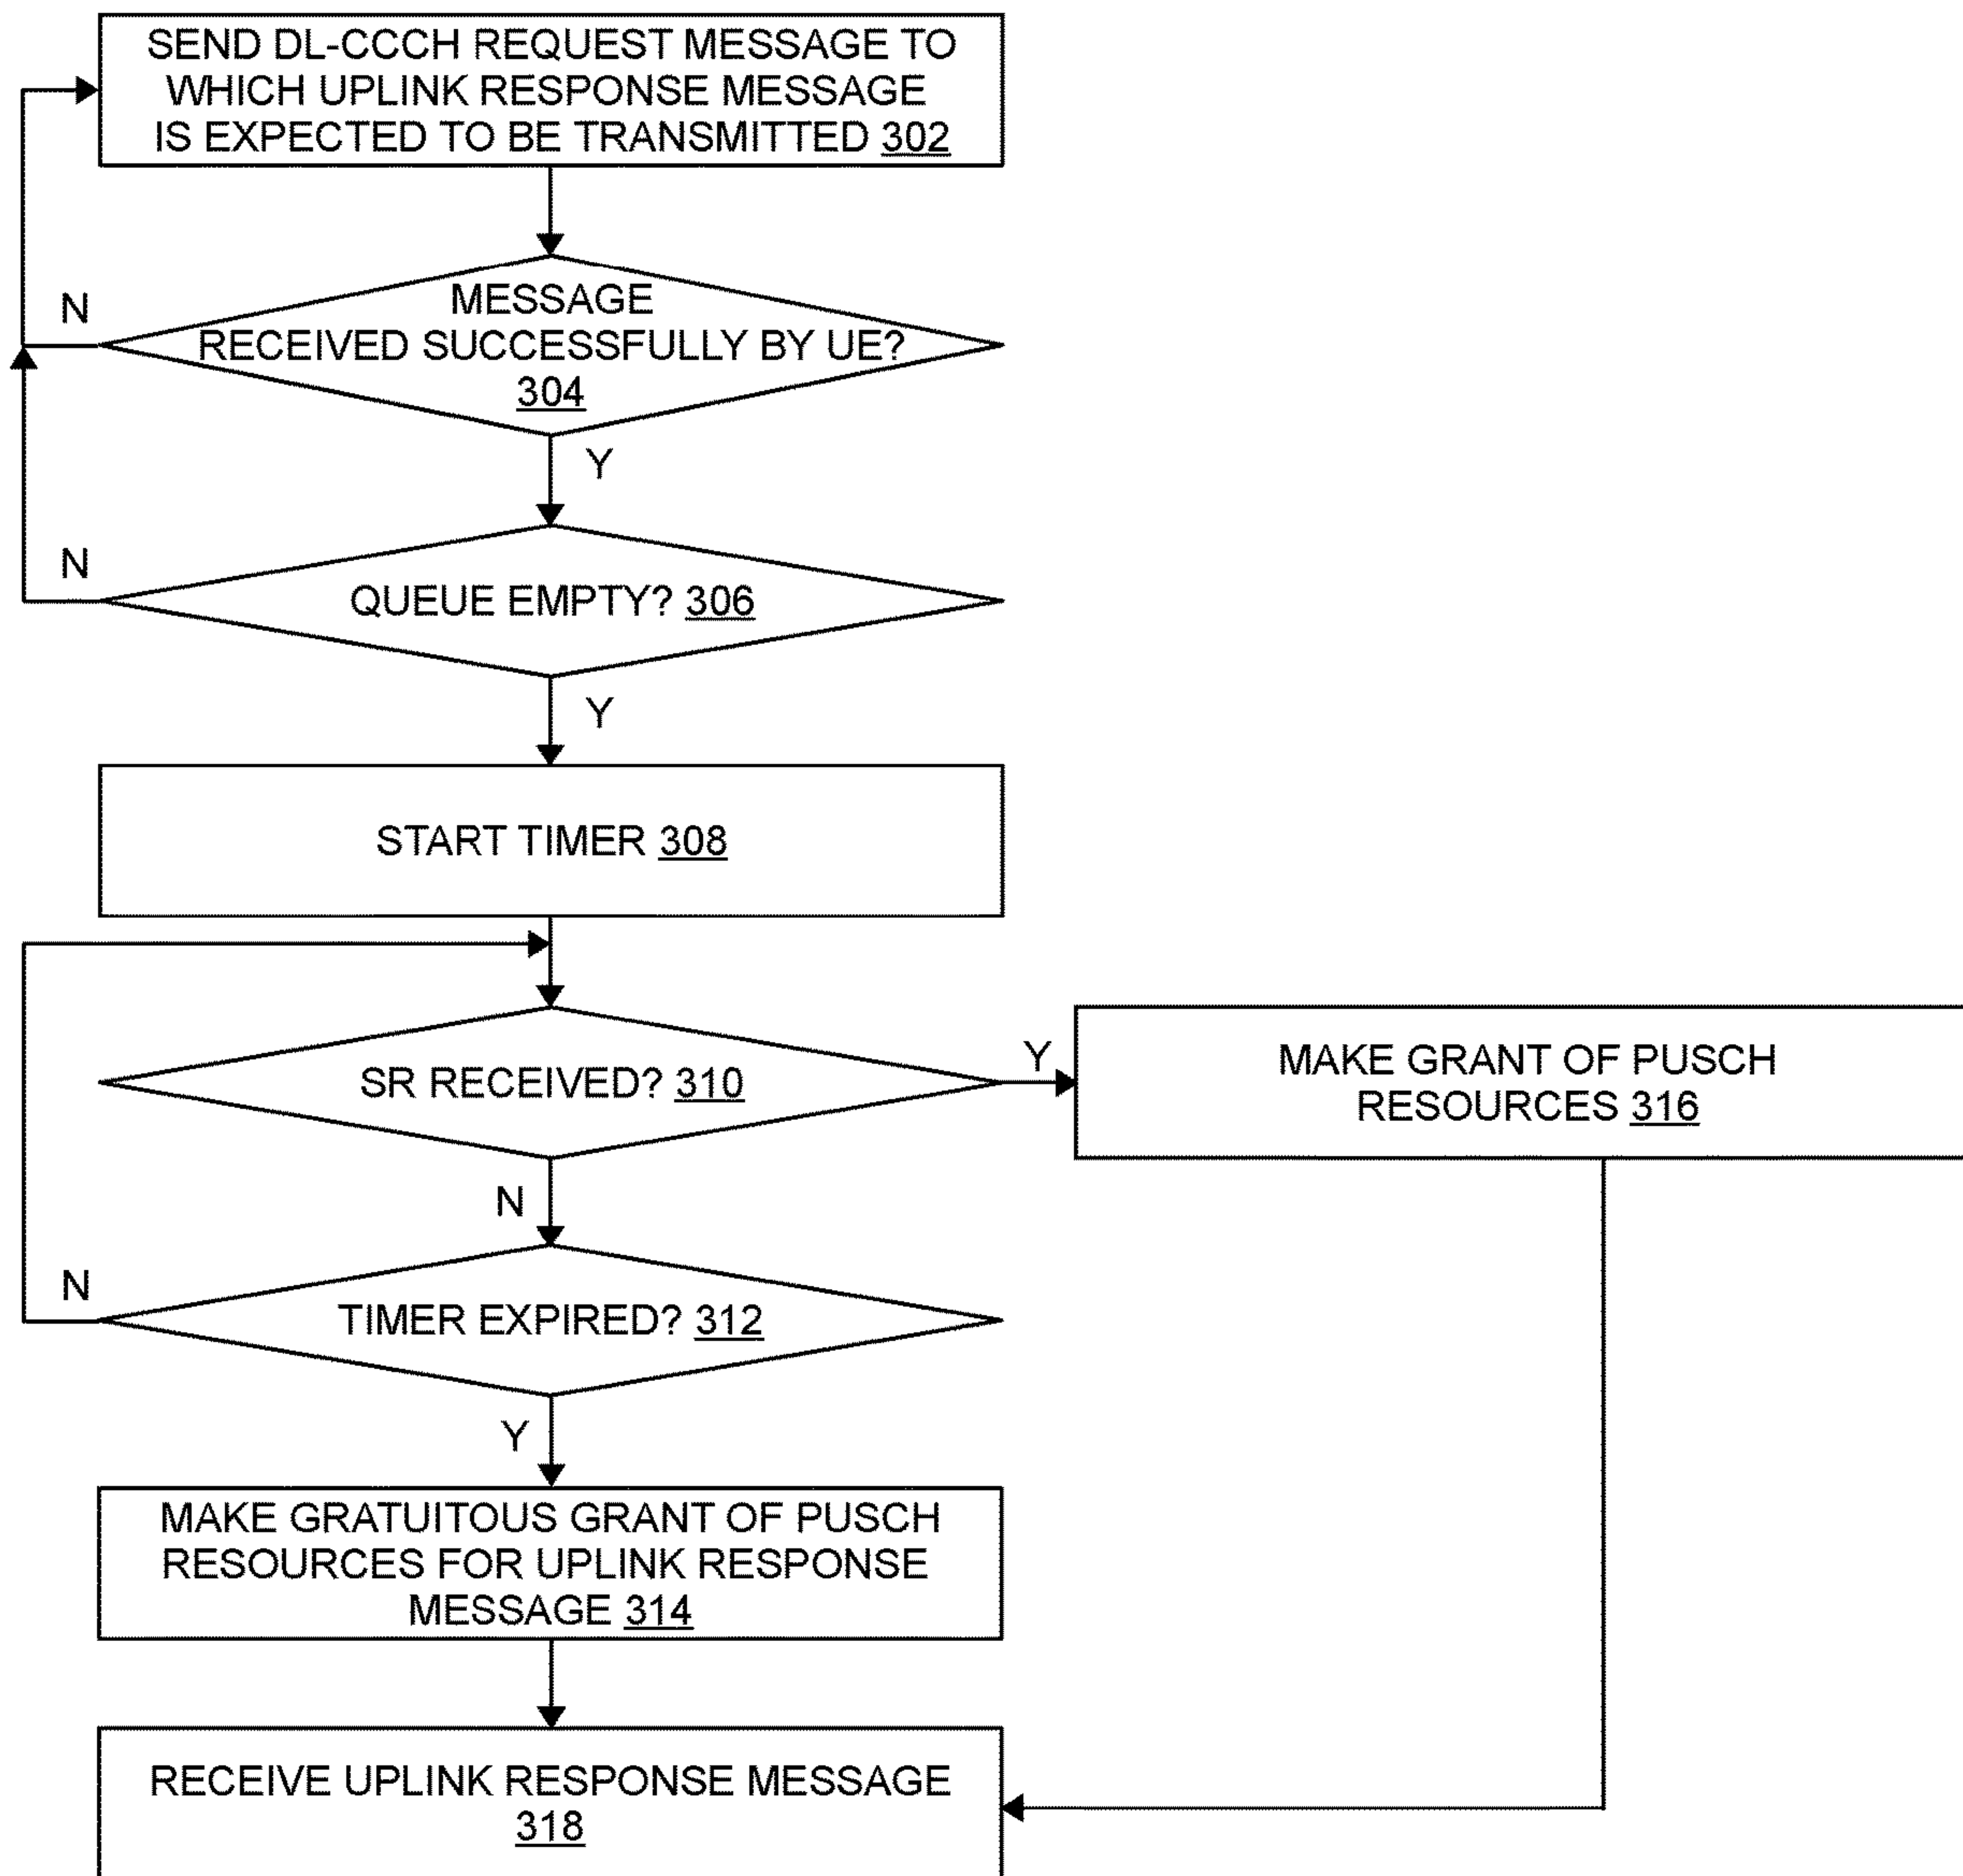 SEND DL-CCCH REQUEST MESSAGE TO
WHICH UPLINK RESPONSE MESSAGE
IS EXPECTED TO BE TRANSMITTED 302
N
MESSAGE
RECEIVED SUCCESSFULLY BY UE?
304
Y
N
QUEUE EMPTY? 306
Y
START TIMER 308
SR RECEIVED? 310
Y
MAKE GRANT OF PUSCH
RESOURCES 316
N
N
TIMER EXPIRED? 312
Y
MAKE GRATUITOUS GRANT OF PUSCH
RESOURCES FOR UPLINK RESPONSE
MESSAGE 314
RECEIVE UPLINK RESPONSE MESSAGE
318